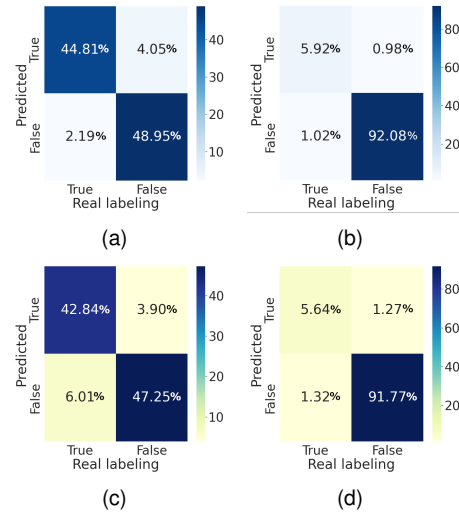 Predicted
True
False
44.81% 4.05%
2.19% 48.95%
True False
Real labeling
40
30
20
10
(a)
Predicted
True
False
5.92% 0.98%
1.02% 92.08%
True False
Real labeling
80
60
40
20
(b)
Predicted
True
False
42.84% 3.90%
6.01% 47.25%
True False
Real labeling
40
30
20
10
(c)
Predicted
True
False
5.64% 1.27%
1.32% 91.77%
True False
Real labeling
80
60
40
20
(d)